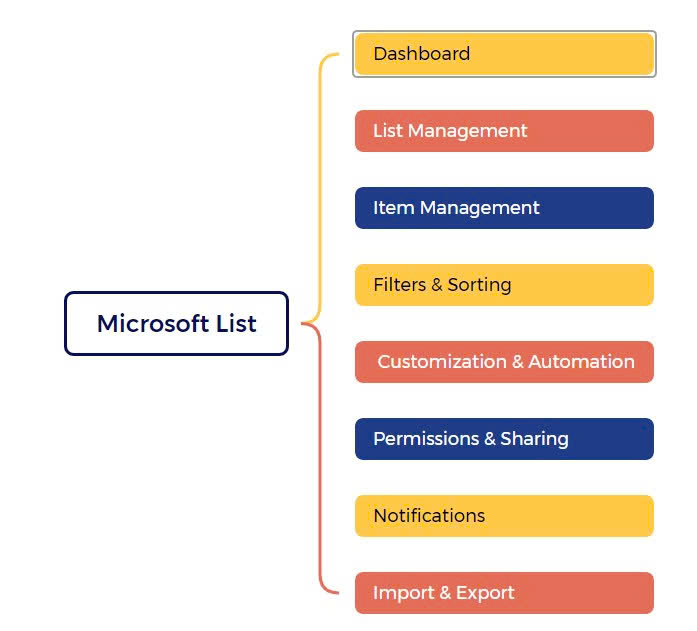 Dashboard
List Management
Item Management
Filters & Sorting
Microsoft List
Customization & Automation
Permissions & Sharing
Notifications
Import & Export